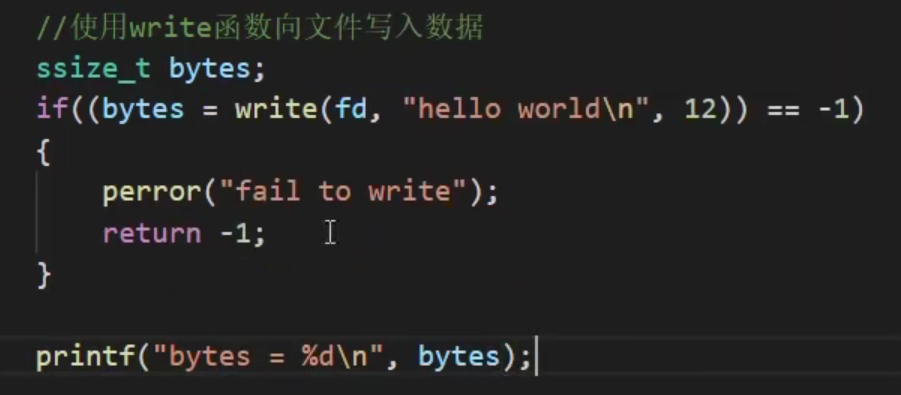 //使用write函数向文件写入数据
ssize_t bytes;
if((bytes = write(fd, "hello world\n", 12)) == -1)
{
    perror("fail to write");
    return -1;
}
printf("bytes = %d\n", bytes);